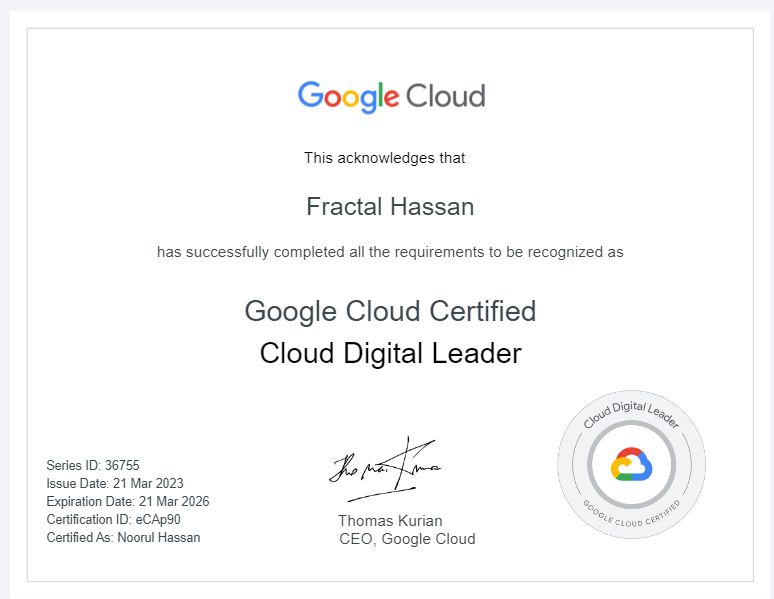 Google Cloud
This acknowledges that
Fractal Hassan
has successfully completed all the requirements to be recognized as
Google Cloud Certified
Cloud Digital Leader
Series ID: 36755
Issue Date: 21 Mar 2023
Expiration Date: 21 Mar 2026
Certification ID: eCAp90
Certified As: Noorul Hassan
Thomas Kurian
Thomas Kurian
CEO, Google Cloud
Cloud Digital Leader
GOOGLE CLOUD CERTIFIED